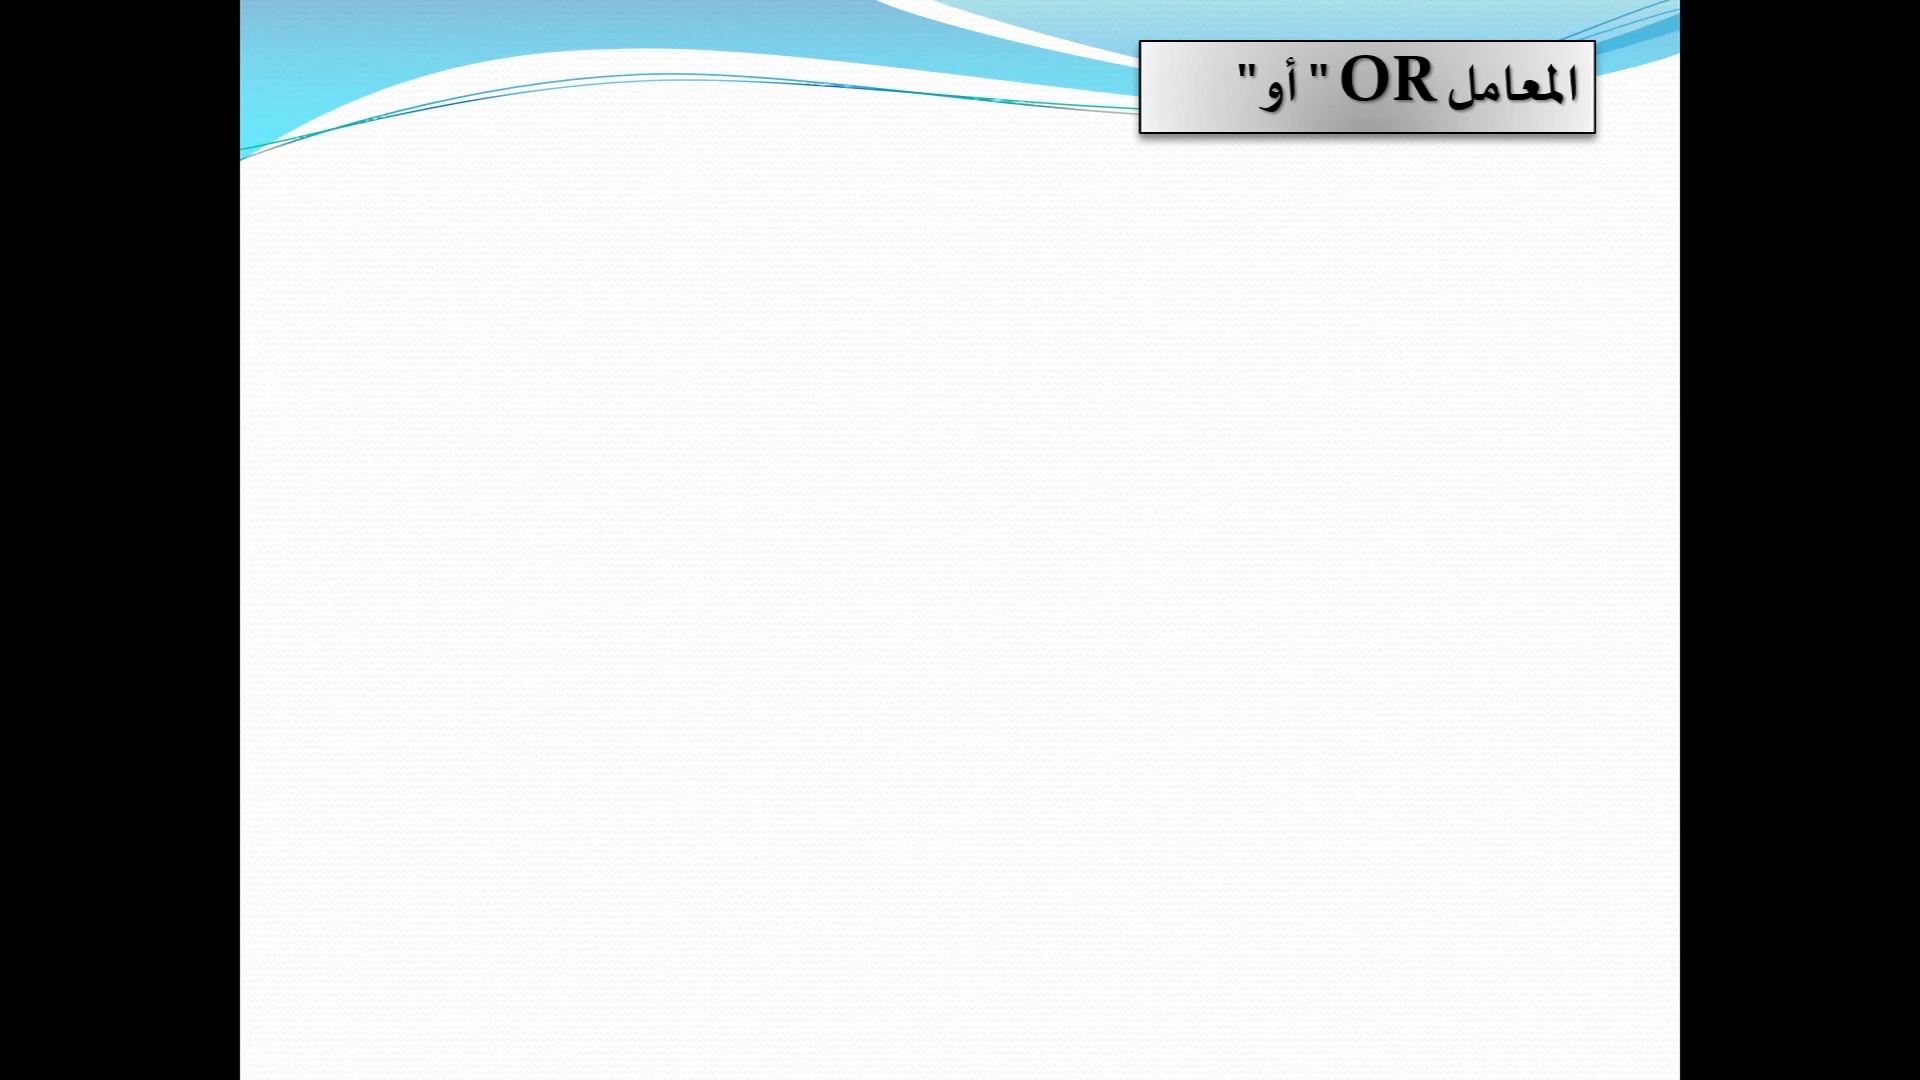 المعامل OR " أو"